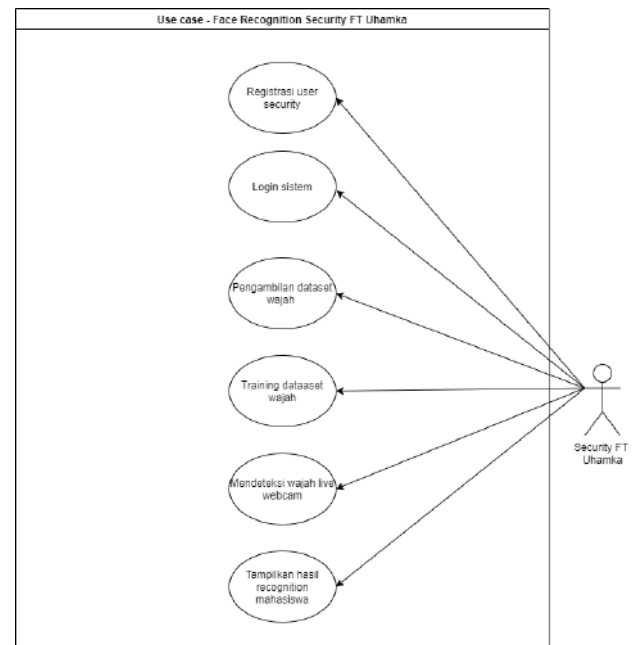 Use case - Face Recognition Security FT Uhamka
Registrasi user
security
Login sistem
Pengambilan dataset
wajah
Training dataaset
wajah
Mendeteksi wajah live
webcam
Tampilkan hasil
recognition
mahasiswa
Security FT
Uhamka